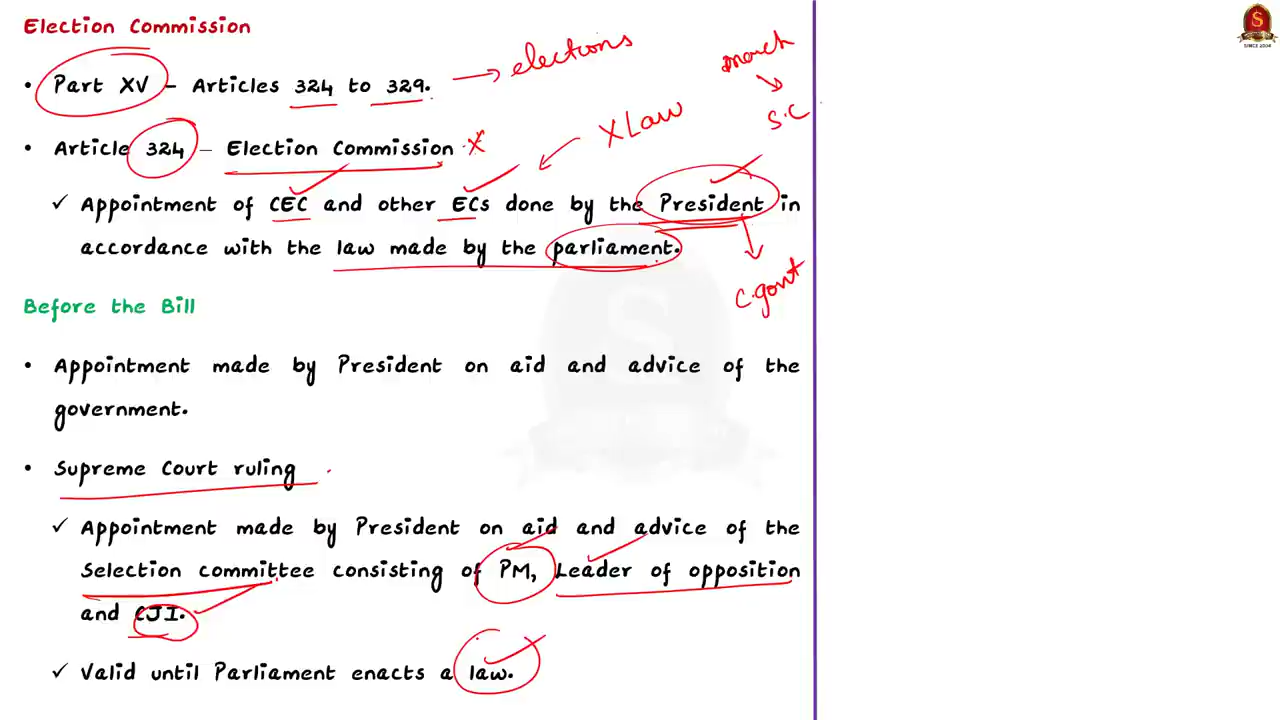 Election Commission
• Part XV - Articles 324 to 329. → elections
march
S.C
• Article 324 - Election Commission X
X Law
✓ Appointment of CEC and other ECs done by the President in
accordance with the law made by the parliament.
C.govt
Before the Bill
• Appointment made by President on aid and advice of the
government.
• Supreme Court ruling
✓ Appointment made by President on aid and advice of the
Selection committee consisting of PM, Leader of opposition
and CJI.
✓ Valid until Parliament enacts a law.
S
SINCE 2004